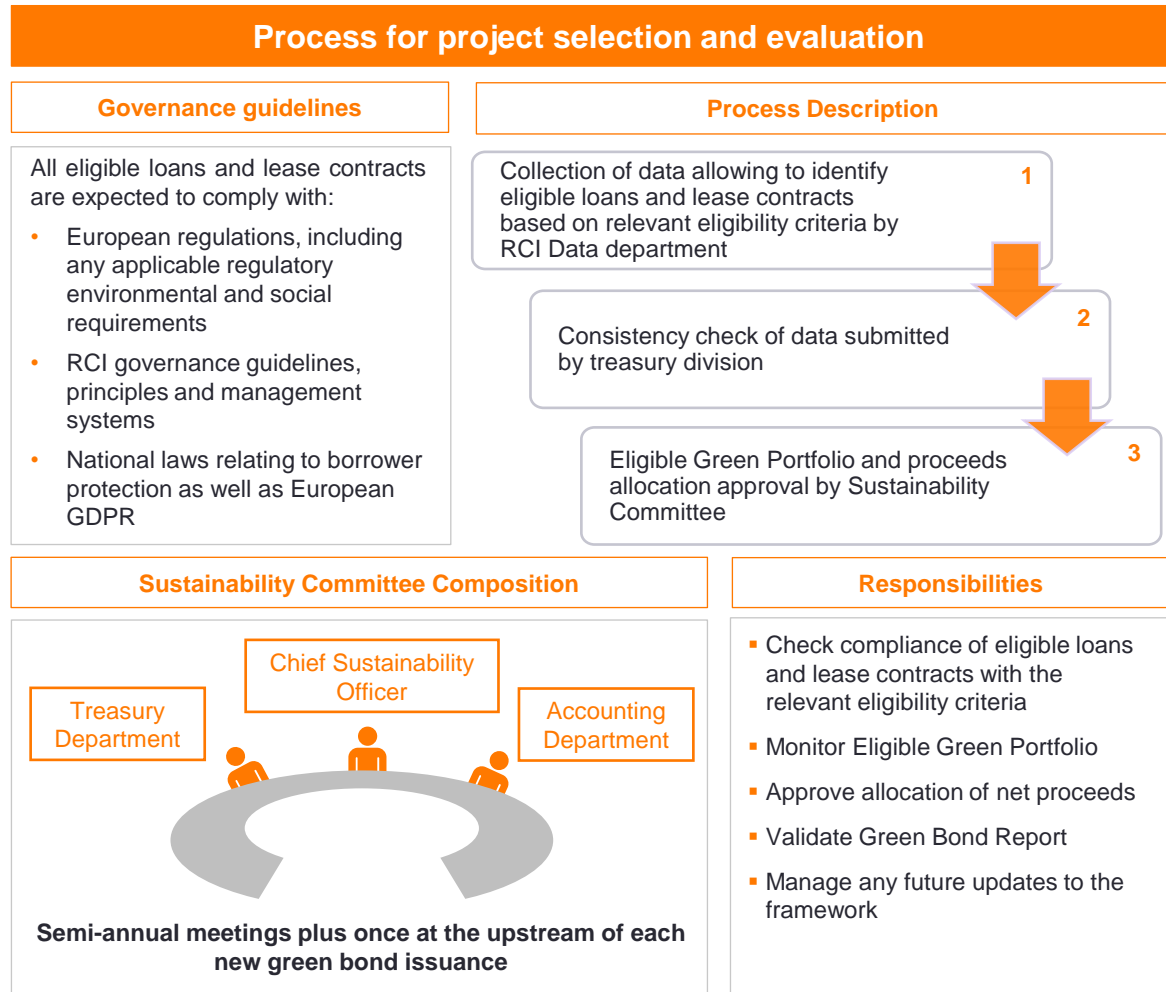 Process for project selection and evaluation
Governance guidelines
All eligible loans and lease contracts
are expected to comply with:
• European regulations, including
any applicable regulatory
environmental and social
requirements
• RCI governance guidelines,
principles and management
systems
• National laws relating to borrower
protection as well as European
GDPR
Process Description
Collection of data allowing to identify
eligible loans and lease contracts
based on relevant eligibility criteria by
RCI Data department
1
Consistency check of data submitted
by treasury division
2
Eligible Green Portfolio and proceeds
allocation approval by Sustainability
Committee
3
Sustainability Committee Composition
Treasury
Department
Chief Sustainability
Officer
Accounting
Department
Semi-annual meetings plus once at the upstream of each
new green bond issuance
Responsibilities
▪ Check compliance of eligible loans
and lease contracts with the
relevant eligibility criteria
▪ Monitor Eligible Green Portfolio
▪ Approve allocation of net proceeds
▪ Validate Green Bond Report
▪ Manage any future updates to the
framework